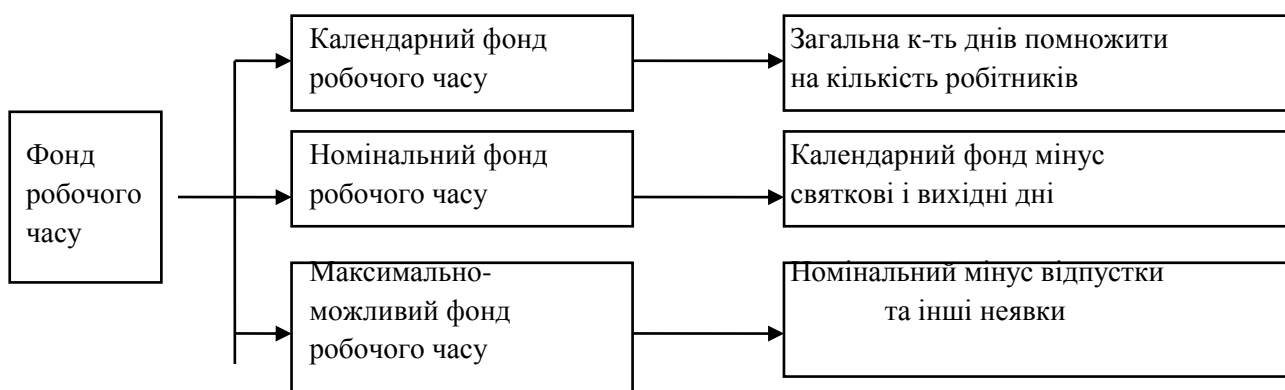 Фонд
робочого
часу
Календарний фонд
робочого часу
Загальна к-ть днів помножити
на кількість робітників
Номінальний фонд
робочого часу
Календарний фонд мінус
святкові і вихідні дні
Максимально-
можливий фонд
робочого часу
Номінальний мінус відпустки
та інші неявки